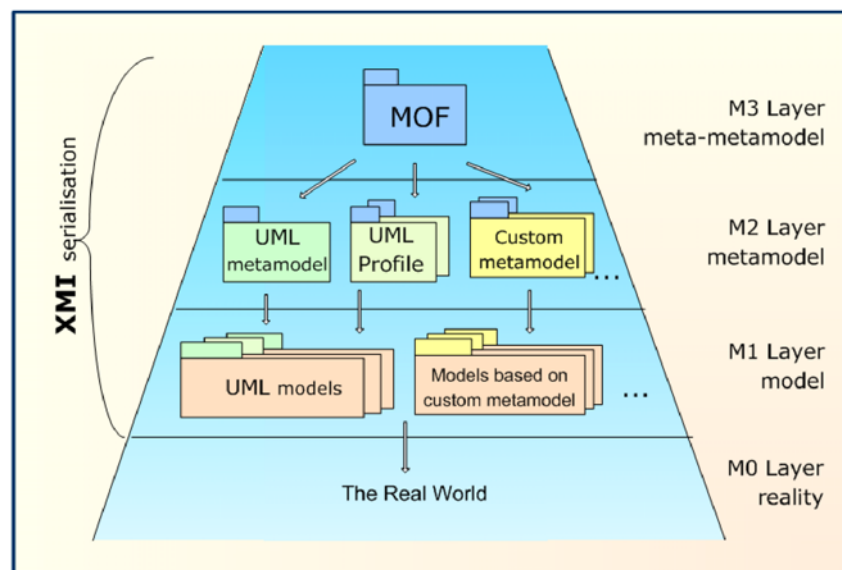 MOF
M3 Layer
meta-metamodel
XMI serialisation
UML
metamodel
UML
Profile
Custom
metamodel
...
M2 Layer
metamodel
UML models
Models based on
custom metamodel
...
M1 Layer
model
The Real World
M0 Layer
reality